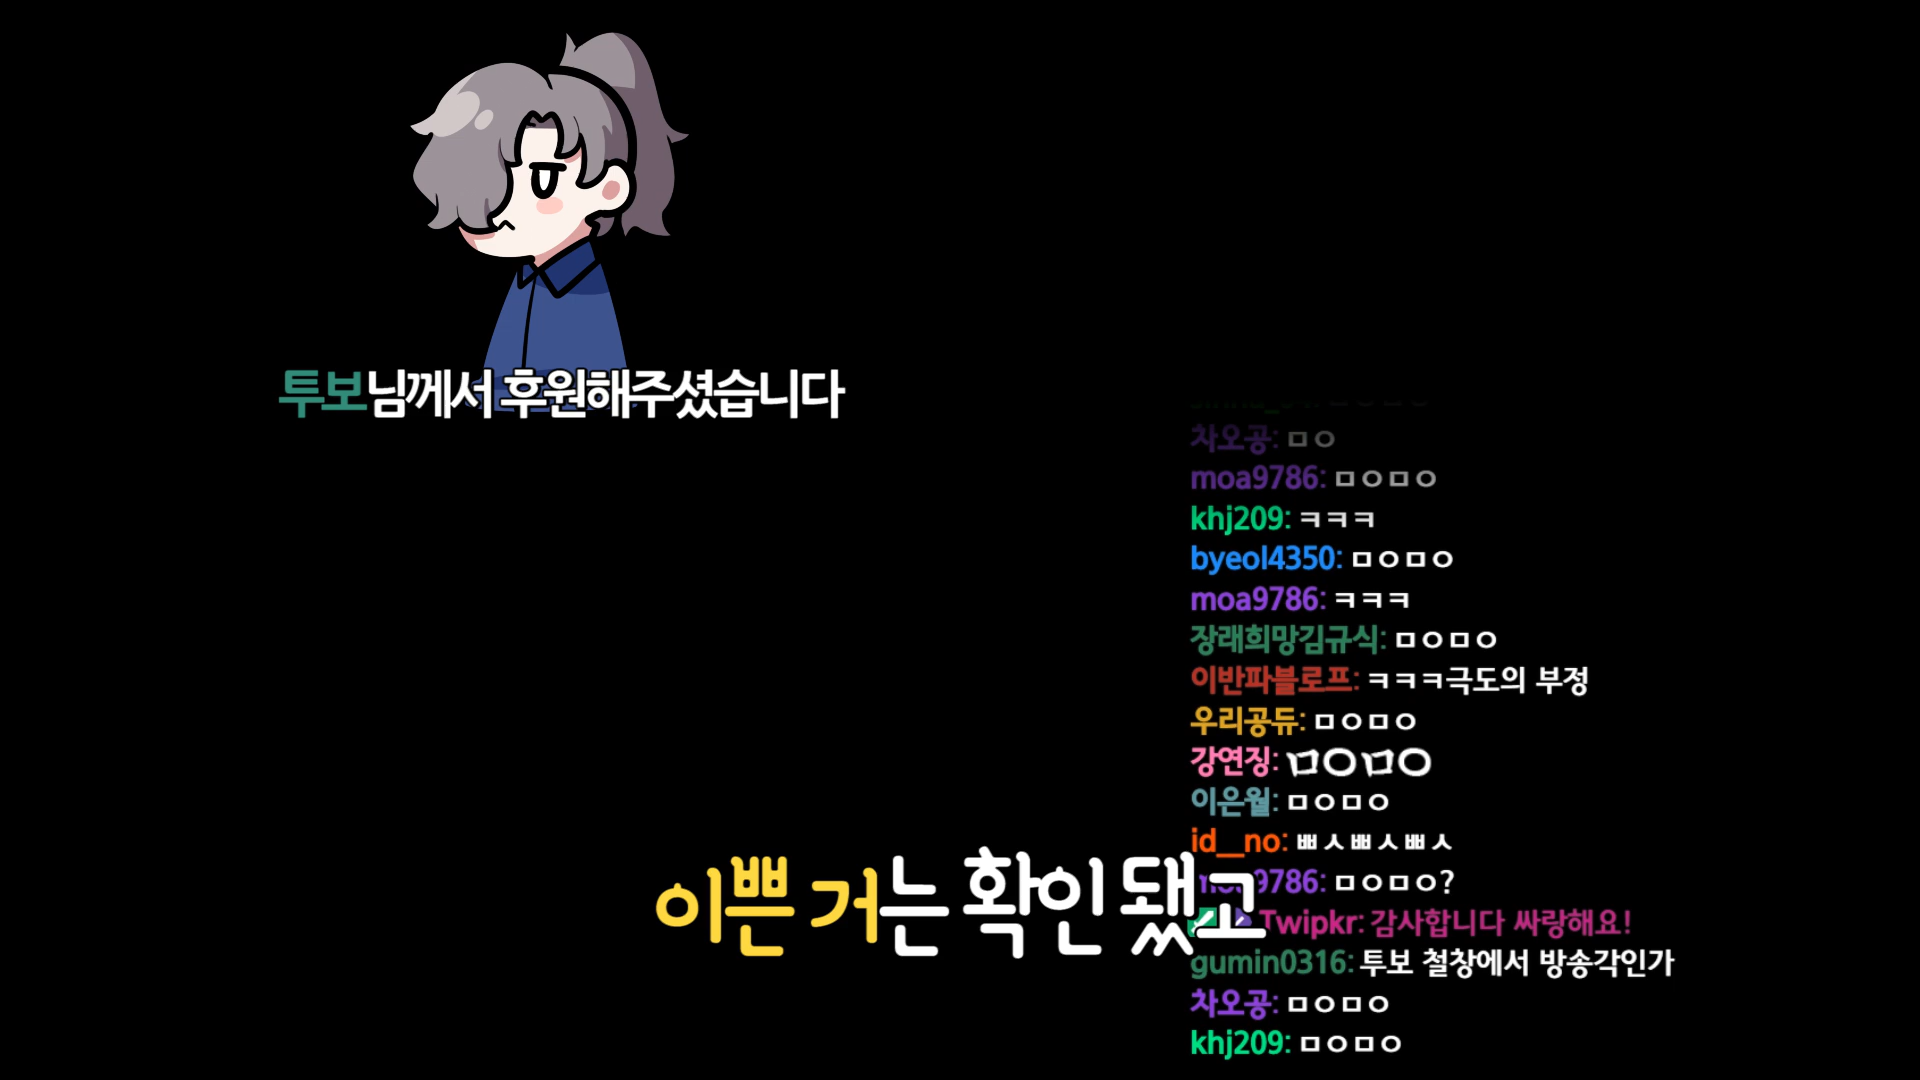 투보님께서 후원해주셨습니다
차오공: ㅁㅇ
moa9786: ㅁㅇㅁㅇ
khj209: ㅋㅋㅋ
byeol4350: ㅁㅇㅁㅇ
moa9786: ㅋㅋㅋ
장래희망김규식: ㅁㅇㅁㅇ
이반파블로프: ㅋㅋㅋ극도의 부정
우리공듀: ㅁㅇㅁㅇ
강연징: ㅁㅇㅁㅇ
이은월: ㅁㅇㅁㅇ
id__no: ㅃㅅㅃㅅㅃㅅ
moa9786: ㅁㅇㅁㅇ?
Twipkr: 감사합니다 싸랑해요!
gumin0316: 투보 철창에서 방송각인가
차오공: ㅁㅇㅁㅇ
khj209: ㅁㅇㅁㅇ
이쁜 거는 확인 됐고